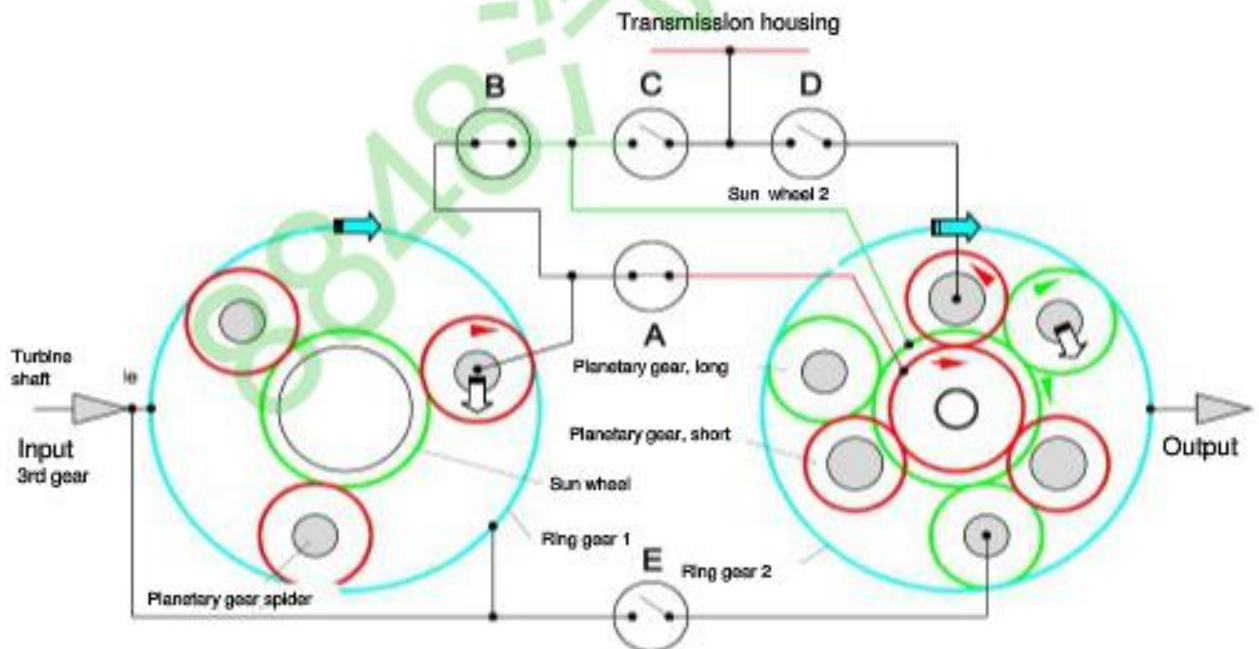 Transmission housing
B
C
D
Sun wheel 2
A
Turbine
shaft
Ie
Input
3rd gear
Planetary gear, long
Planetary gear, short
Sun wheel
Ring gear 1
E
Ring gear 2
Planetary gear spider
Output